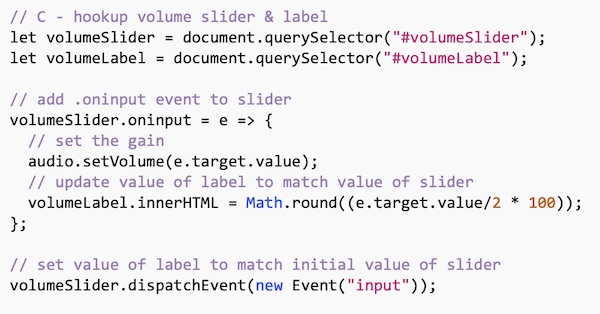 // C - hookup volume slider & label
let volumeSlider = document.querySelector("#volumeSlider");
let volumeLabel = document.querySelector("#volumeLabel");

// add .oninput event to slider
volumeSlider.oninput = e => {
  // set the gain
  audio.setVolume(e.target.value);
  // update value of label to match value of slider
  volumeLabel.innerHTML = Math.round((e.target.value/2 * 100));
};

// set value of label to match initial value of slider
volumeSlider.dispatchEvent(new Event("input"));